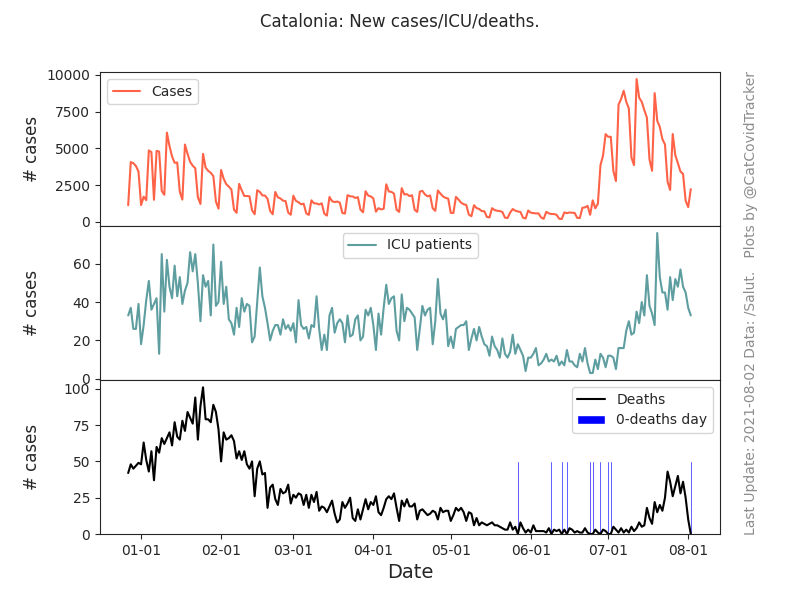 Catalonia: New cases/ICU/deaths.
10000
7500
5000
2500
0
# cases
Cases
60
40
20
0
# cases
ICU patients
100
75
50
25
0
# cases
Deaths
0-deaths day
01-01 02-01 03-01 04-01 05-01 06-01 07-01 08-01
Date
Last Update: 2021-08-02 Data: /Salut. Plots by @CatCovidTracker